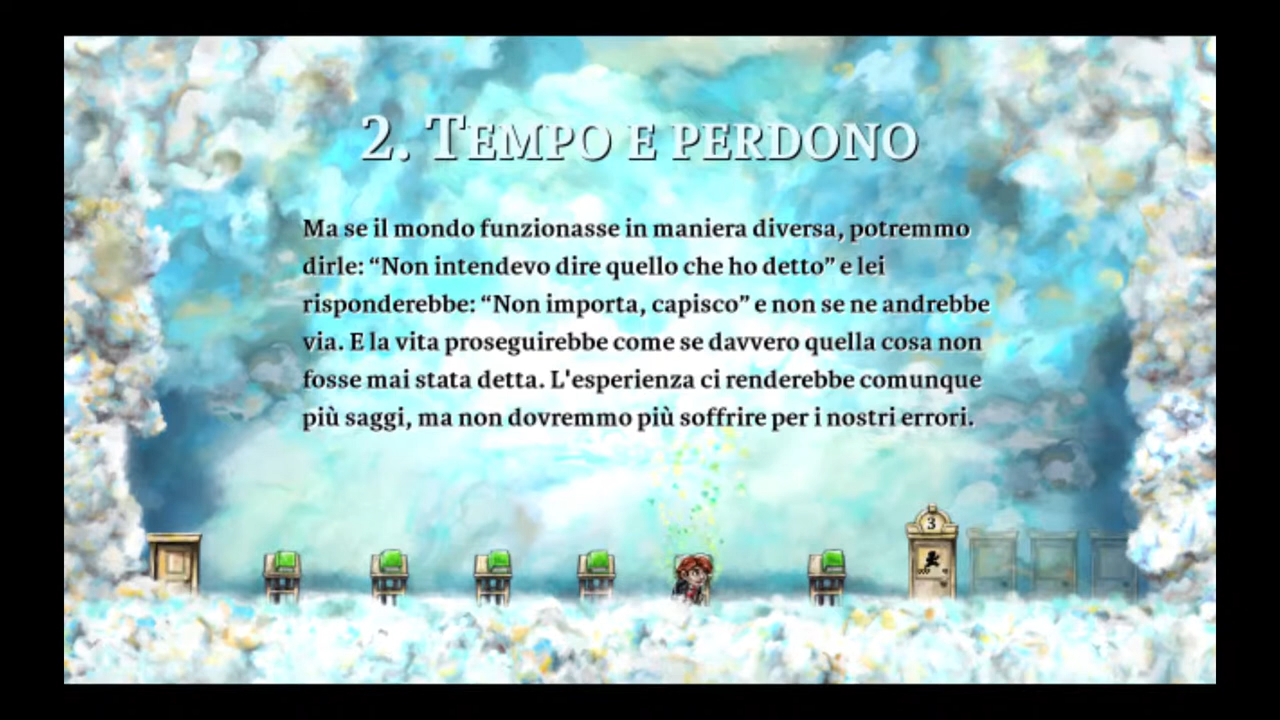 2. TEMPO E PERDONO
Ma se il mondo funzionasse in maniera diversa, potremmo
dirle: “Non intendevo dire quello che ho detto” e lei
risponderebbe: “Non importa, capisco” e non se ne andrebbe
via. E la vita proseguirebbe come se davvero quella cosa non
fosse mai stata detta. L'esperienza ci renderebbe comunque
più saggi, ma non dovremmo più soffrire per i nostri errori.
3